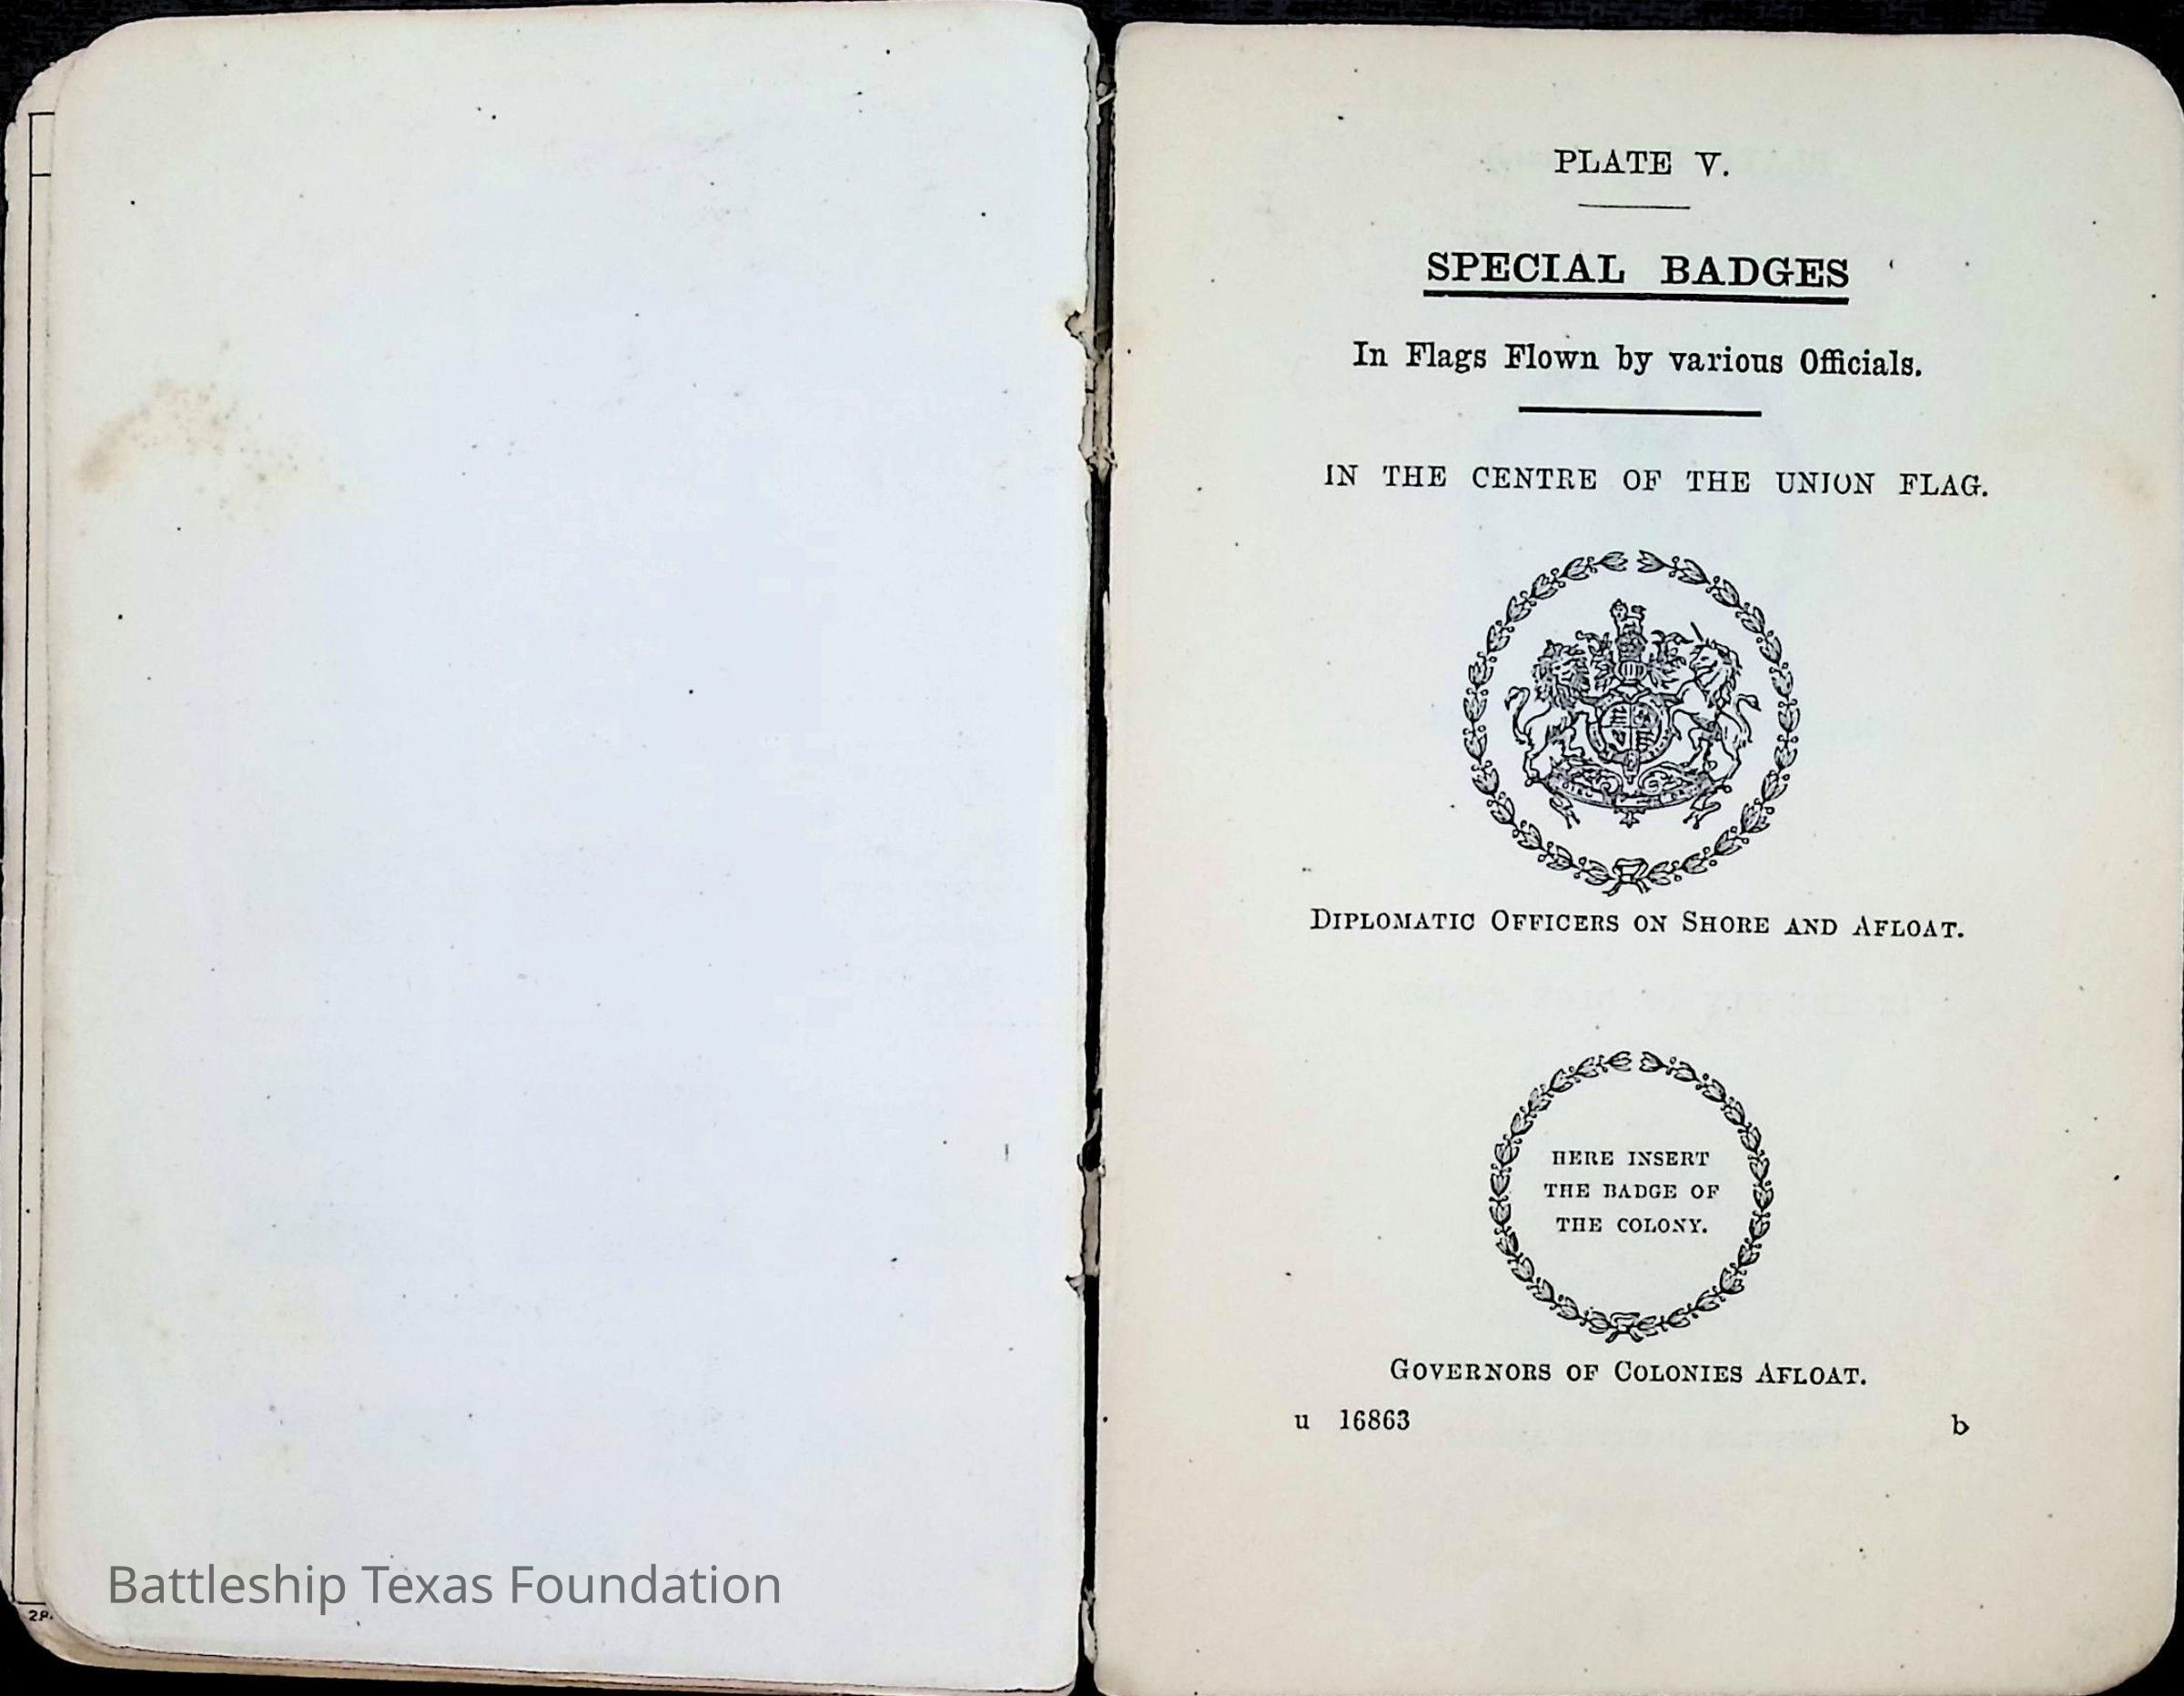 PLATE V.
SPECIAL BADGES
In Flags Flown by various Officials.
IN THE CENTRE OF THE UNION FLAG.
DIPLOMATIC OFFICERS ON SHORE AND AFLOAT.
HERE INSERT
THE BADGE OF
THE COLONY.
GOVERNORS OF COLONIES AFLOAT.
u 16863 b
Battleship Texas Foundation